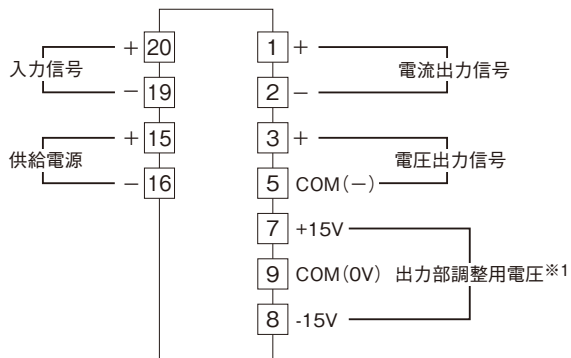 入力信号
+ 20
− 19
供給電源
+ 15
− 16
1 +
2 −
電流出力信号
3 +
5 COM(−)
電圧出力信号
7 +15V
9 COM(0V) 出力部調整用電圧※1
8 -15V